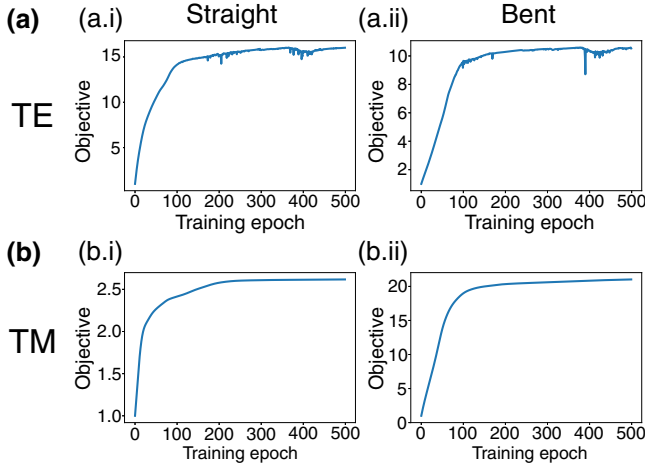 Straight Bent
(a) (a.i) (a.ii)
TE
Objective
15
10
5
0 100 200 300 400 500
Training epoch
Objective
10
8
6
4
2
0 100 200 300 400 500
Training epoch
(b) (b.i) (b.ii)
TM
Objective
2.5
2.0
1.5
1.0
0 100 200 300 400 500
Training epoch
Objective
20
15
10
5
0
0 100 200 300 400 500
Training epoch